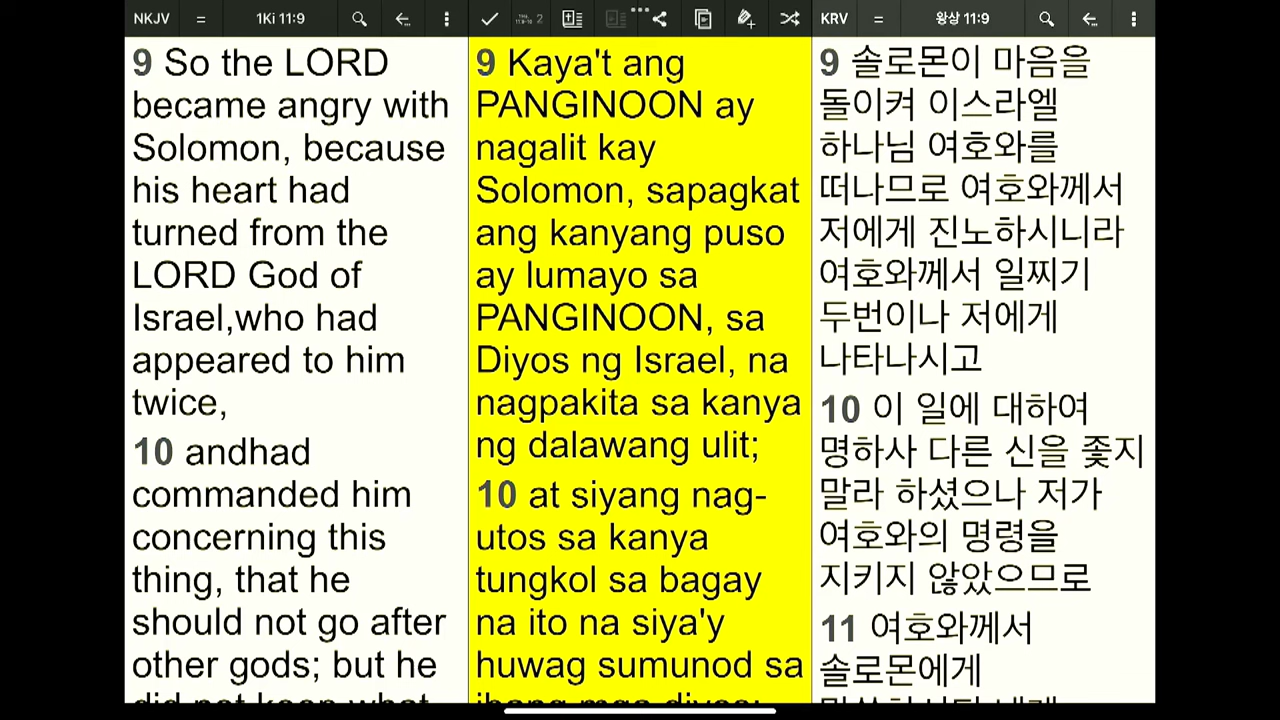 NKJV = 1Ki 11:9
2
KRV = 왕상 11:9
9 So the LORD
became angry with
Solomon, because
his heart had
turned from the
LORD God of
Israel,who had
appeared to him
twice,
10 andhad
commanded him
concerning this
thing, that he
should not go after
other gods; but he
did not keep what
9 Kaya't ang
PANGINOON ay
nagalit kay
Solomon, sapagkat
ang kanyang puso
ay lumayo sa
PANGINOON, sa
Diyos ng Israel, na
nagpakita sa kanya
ng dalawang ulit;
10 at siyang nag-
utos sa kanya
tungkol sa bagay
na ito na siya'y
huwag sumunod sa
ibang mga diyos;
9 솔로몬이 마음을
돌이켜 이스라엘
하나님 여호와를
떠나므로 여호와께서
저에게 진노하시니라
여호와께서 일찌기
두번이나 저에게
나타나시고
10 이 일에 대하여
명하사 다른 신을 좇지
말라 하셨으나 저가
여호와의 명령을
지키지 않았으므로
11 여호와께서
솔로몬에게